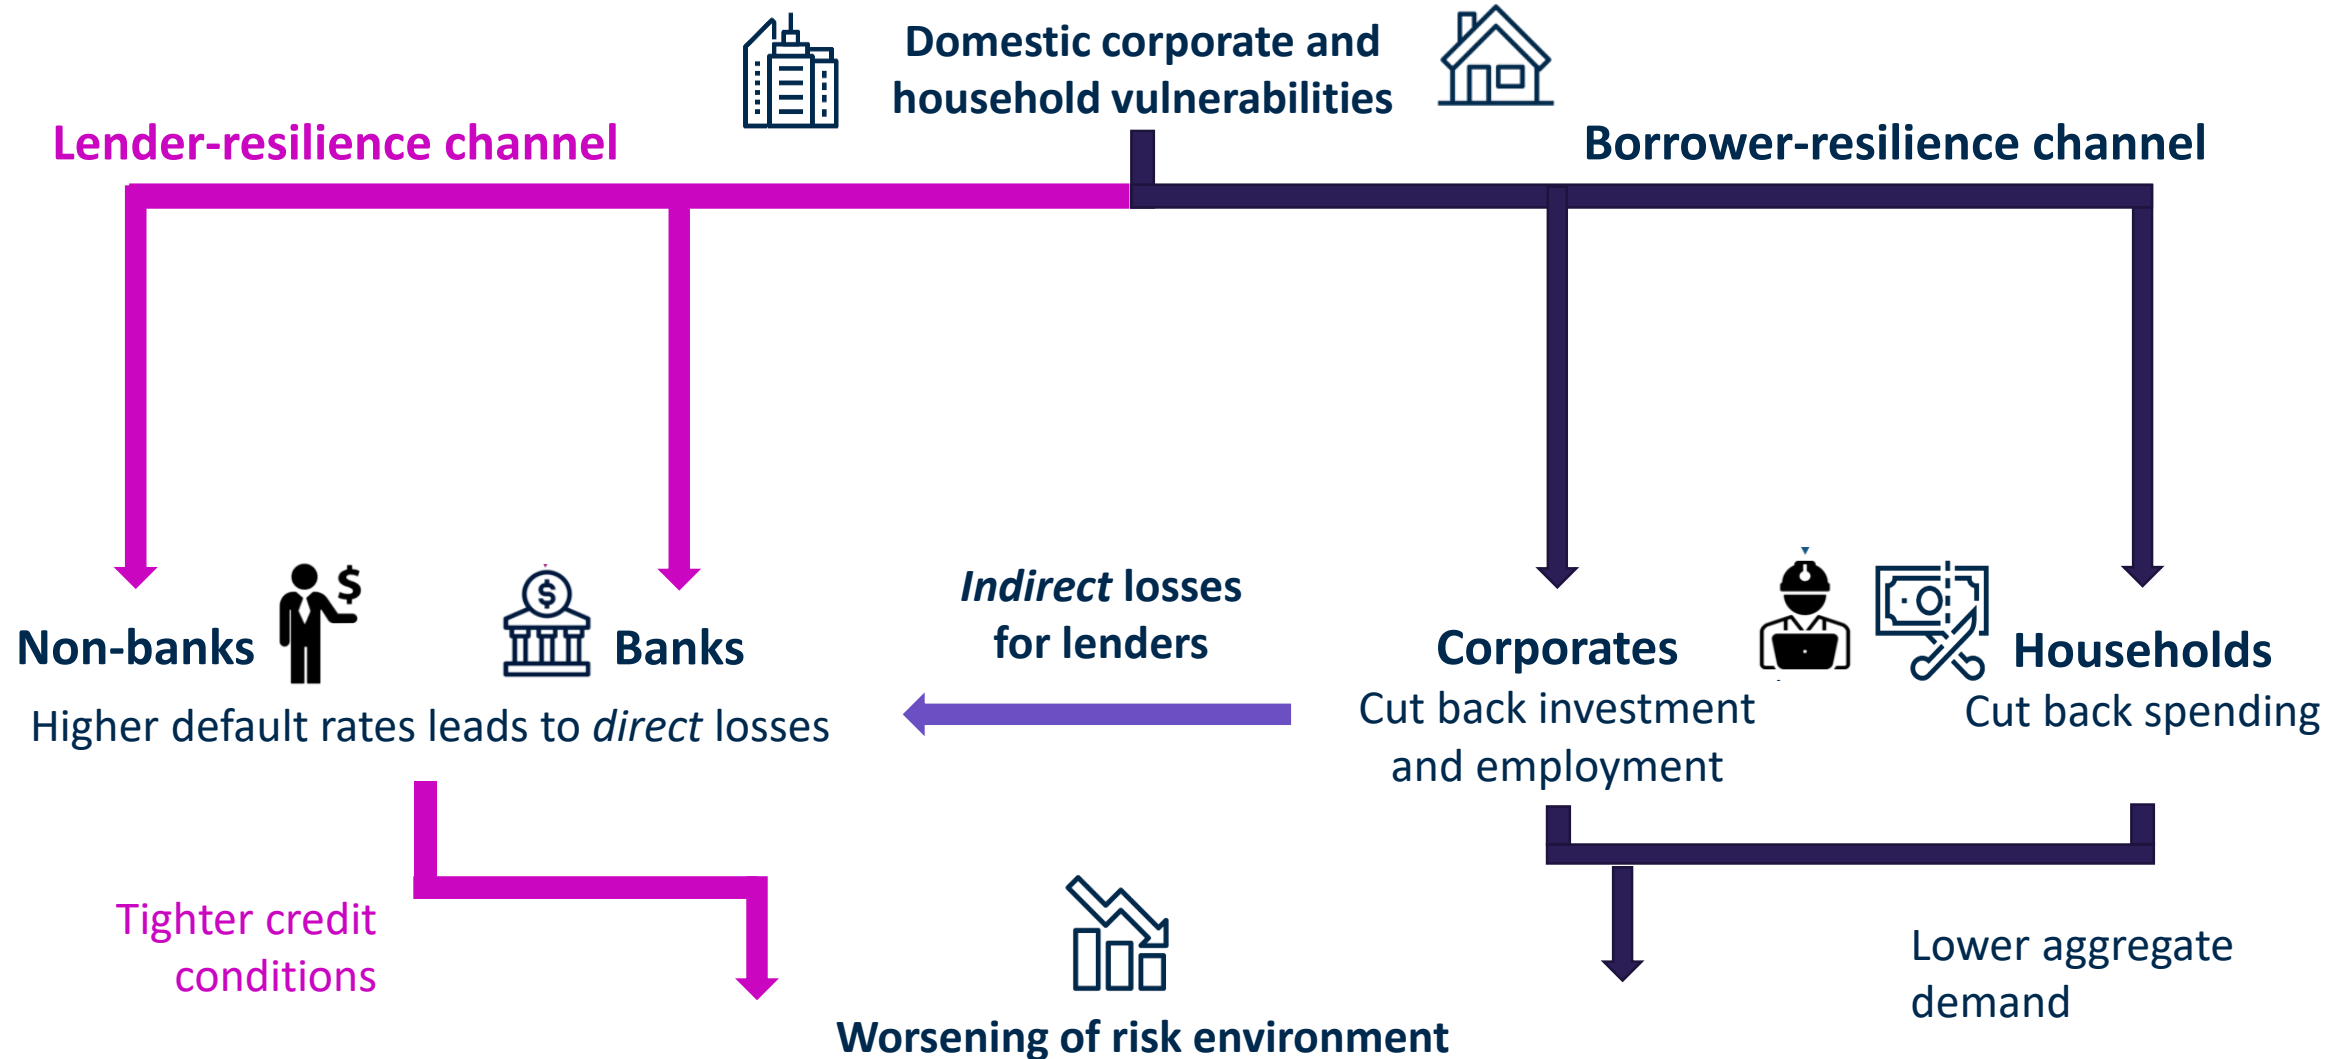 Domestic corporate and
household vulnerabilities
Lender-resilience channel
Borrower-resilience channel
Non-banks
Banks
Higher default rates leads to direct losses
Indirect losses
for lenders
Corporates
Cut back investment
and employment
Households
Cut back spending
Tighter credit
conditions
Lower aggregate
demand
Worsening of risk environment